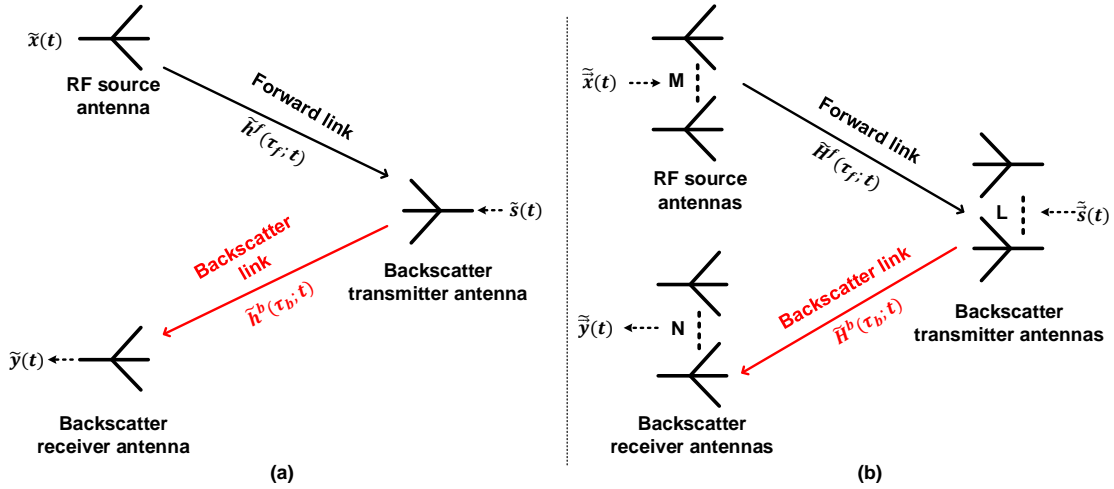 x̃(t)
RF source
antenna
Forward link
h̃ᶠ(τ_f; t)
s̃(t)
Backscatter
transmitter antenna
Backscatter
link
h̃ᵇ(τ_b; t)
ỹ(t)
Backscatter
receiver antenna
(a)
x⃗̃(t)
M
RF source
antennas
Forward link
H̃ᶠ(τ_f; t)
L
s⃗̃(t)
Backscatter
transmitter antennas
Backscatter link
H̃ᵇ(τ_b; t)
y⃗̃(t)
N
Backscatter
receiver antennas
(b)